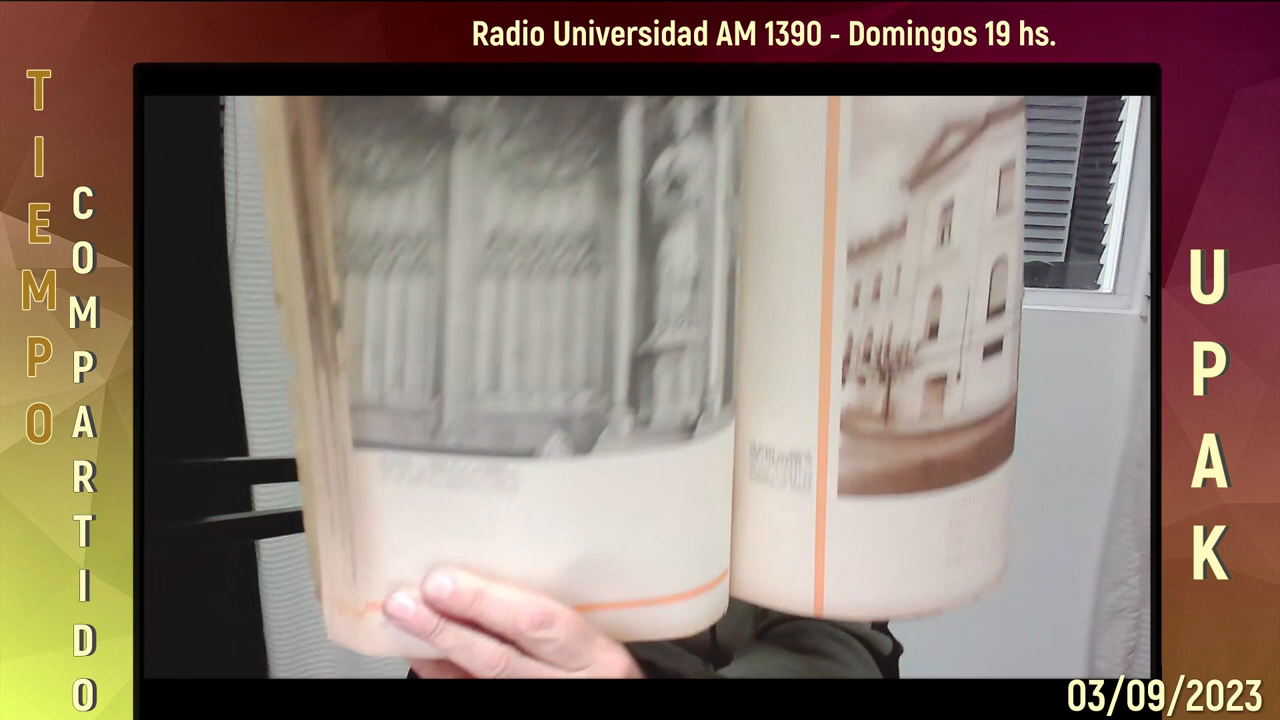 Radio Universidad AM 1390 - Domingos 19 hs.
TIEMPO
COMPARTIDO
UPAK
03/09/2023